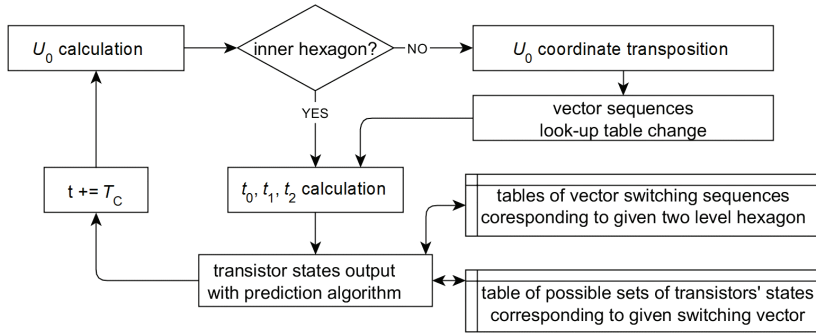 U₀ calculation
inner hexagon?
NO
U₀ coordinate transposition
YES
vector sequences
look-up table change
t += T_C
t₀, t₁, t₂ calculation
tables of vector switching sequences
coresponding to given two level hexagon
transistor states output
with prediction algorithm
table of possible sets of transistors' states
corresponding to given switching vector